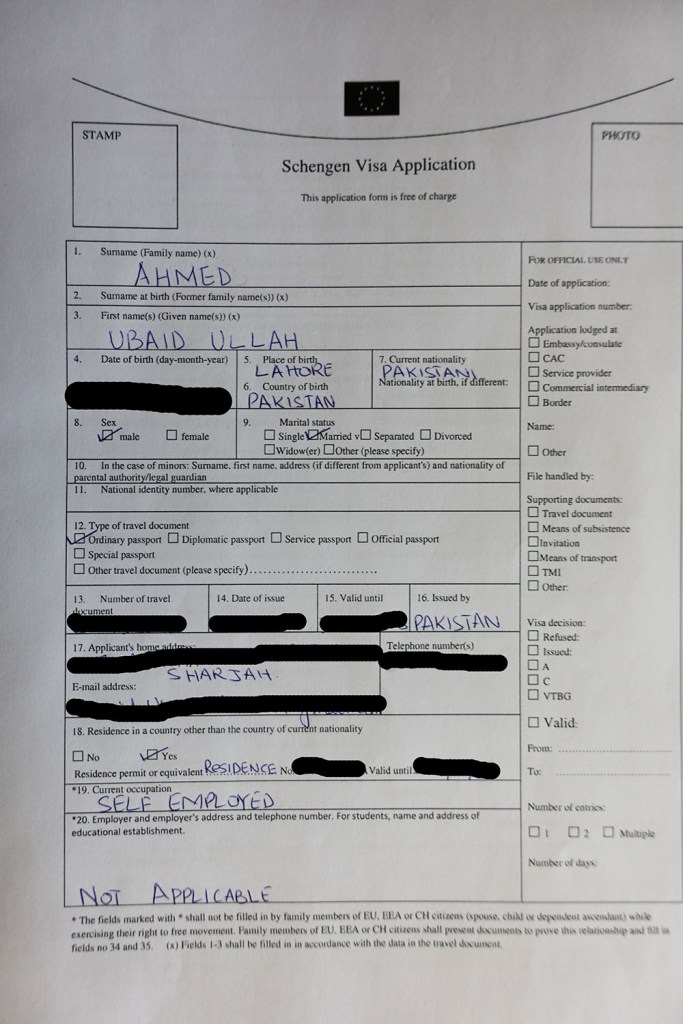 STAMP
PHOTO
Schengen Visa Application
This application form is free of charge
1. Surname (Family name) (x)
AHMED
2. Surname at birth (Former family name(s)) (x)
3. First name(s) (Given name(s)) (x)
UBAID ULLAH
4. Date of birth (day-month-year)
5. Place of birth
LAHORE
6. Country of birth
PAKISTAN
7. Current nationality
PAKISTANI
Nationality at birth, if different:
8. Sex
male female
9. Marital status
Single Married Separated Divorced
Widow(er) Other (please specify)
10. In the case of minors: Surname, first name, address (if different from applicant's) and nationality of
parental authority/legal guardian
11. National identity number, where applicable
12. Type of travel document
Ordinary passport Diplomatic passport Service passport Official passport
Special passport
Other travel document (please specify)..............................
13. Number of travel
document
14. Date of issue
15. Valid until
16. Issued by
PAKISTAN
17. Applicant's home address
SHARJAH.
E-mail address:
Telephone number(s)
18. Residence in a country other than the country of current nationality
No Yes
Residence permit or equivalent RESIDENCE No Valid until
*19. Current occupation
SELF EMPLOYED
*20. Employer and employer's address and telephone number. For students, name and address of
educational establishment.
NOT APPLICABLE
FOR OFFICIAL USE ONLY
Date of application:
Visa application number:
Application lodged at
Embassy/consulate
CAC
Service provider
Commercial intermediary
Border
Name:
Other
File handled by:
Supporting documents:
Travel document
Means of subsistence
Invitation
Means of transport
TMI
Other:
Visa decision:
Refused:
Issued:
A
C
VTBG
Valid:
From: ..............................
To: ..............................
Number of entries:
1 2 Multiple
Number of days:
* The fields marked with * shall not be filled in by family members of EU, EEA or CH citizens (spouse, child or dependent ascendant) while
exercising their right to free movement. Family members of EU, EEA or CH citizens shall present documents to prove this relationship and fill in
fields no 34 and 35. (x) Fields 1-3 shall be filled in in accordance with the data in the travel document.